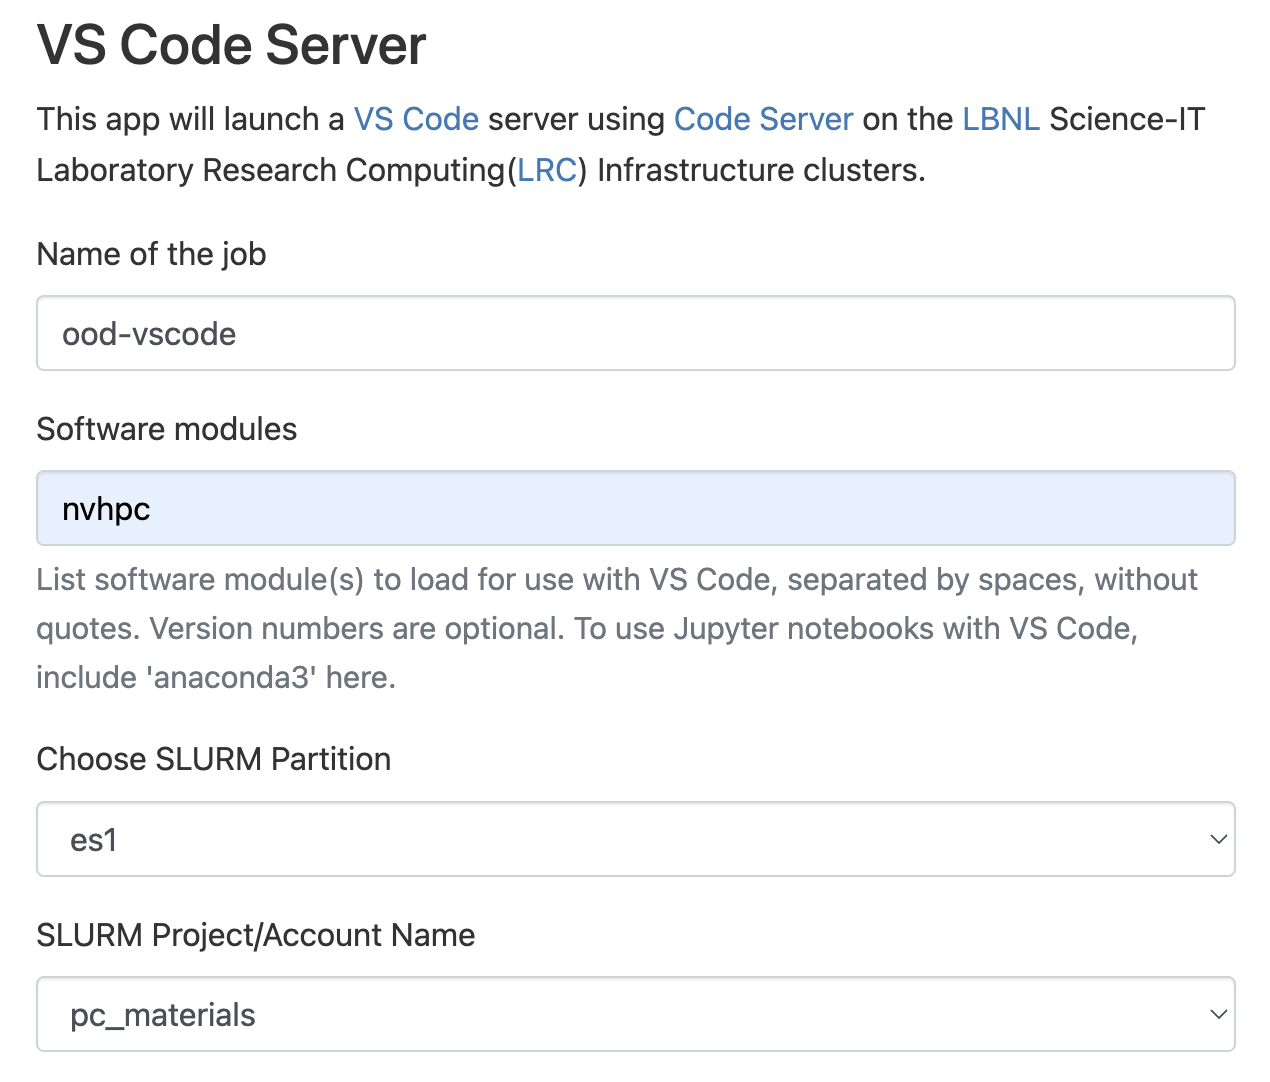 VS Code Server
This app will launch a VS Code server using Code Server on the LBNL Science-IT
Laboratory Research Computing(LRC) Infrastructure clusters.
Name of the job
ood-vscode
Software modules
nvhpc
List software module(s) to load for use with VS Code, separated by spaces, without
quotes. Version numbers are optional. To use Jupyter notebooks with VS Code,
include 'anaconda3' here.
Choose SLURM Partition
es1
SLURM Project/Account Name
pc_materials